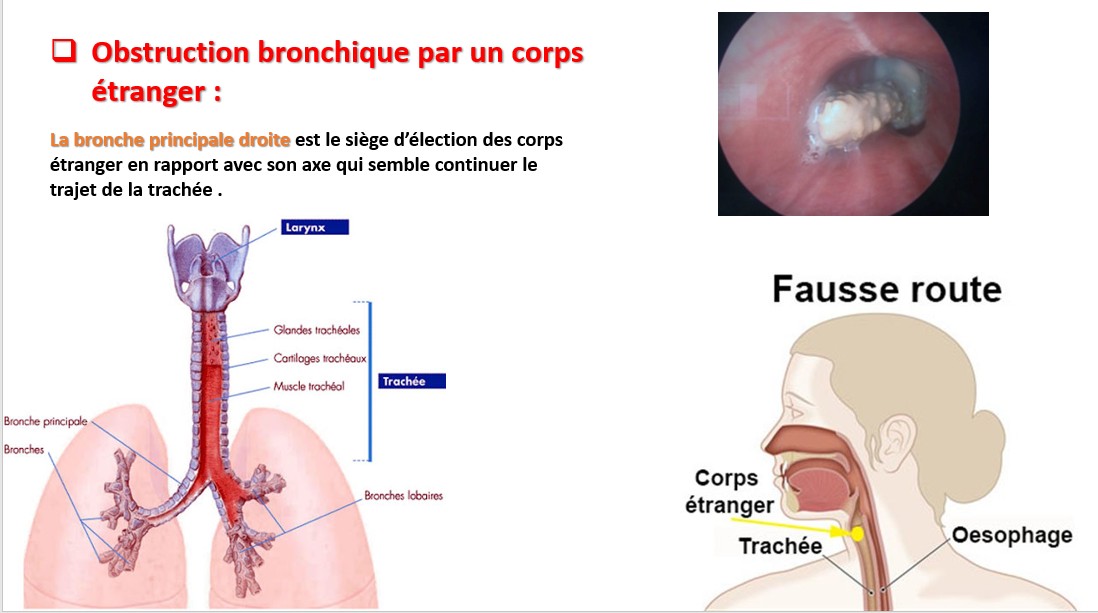 ❑ Obstruction bronchique par un corps
étranger :
La bronche principale droite est le siège d’élection des corps
étranger en rapport avec son axe qui semble continuer le
trajet de la trachée .
Larynx
Glandes trachéales
Cartilages trachéaux
Muscle trachéal
Trachée
Bronche principale
Bronches
Bronches lobaires
Fausse route
Corps
étranger
Trachée
Oesophage